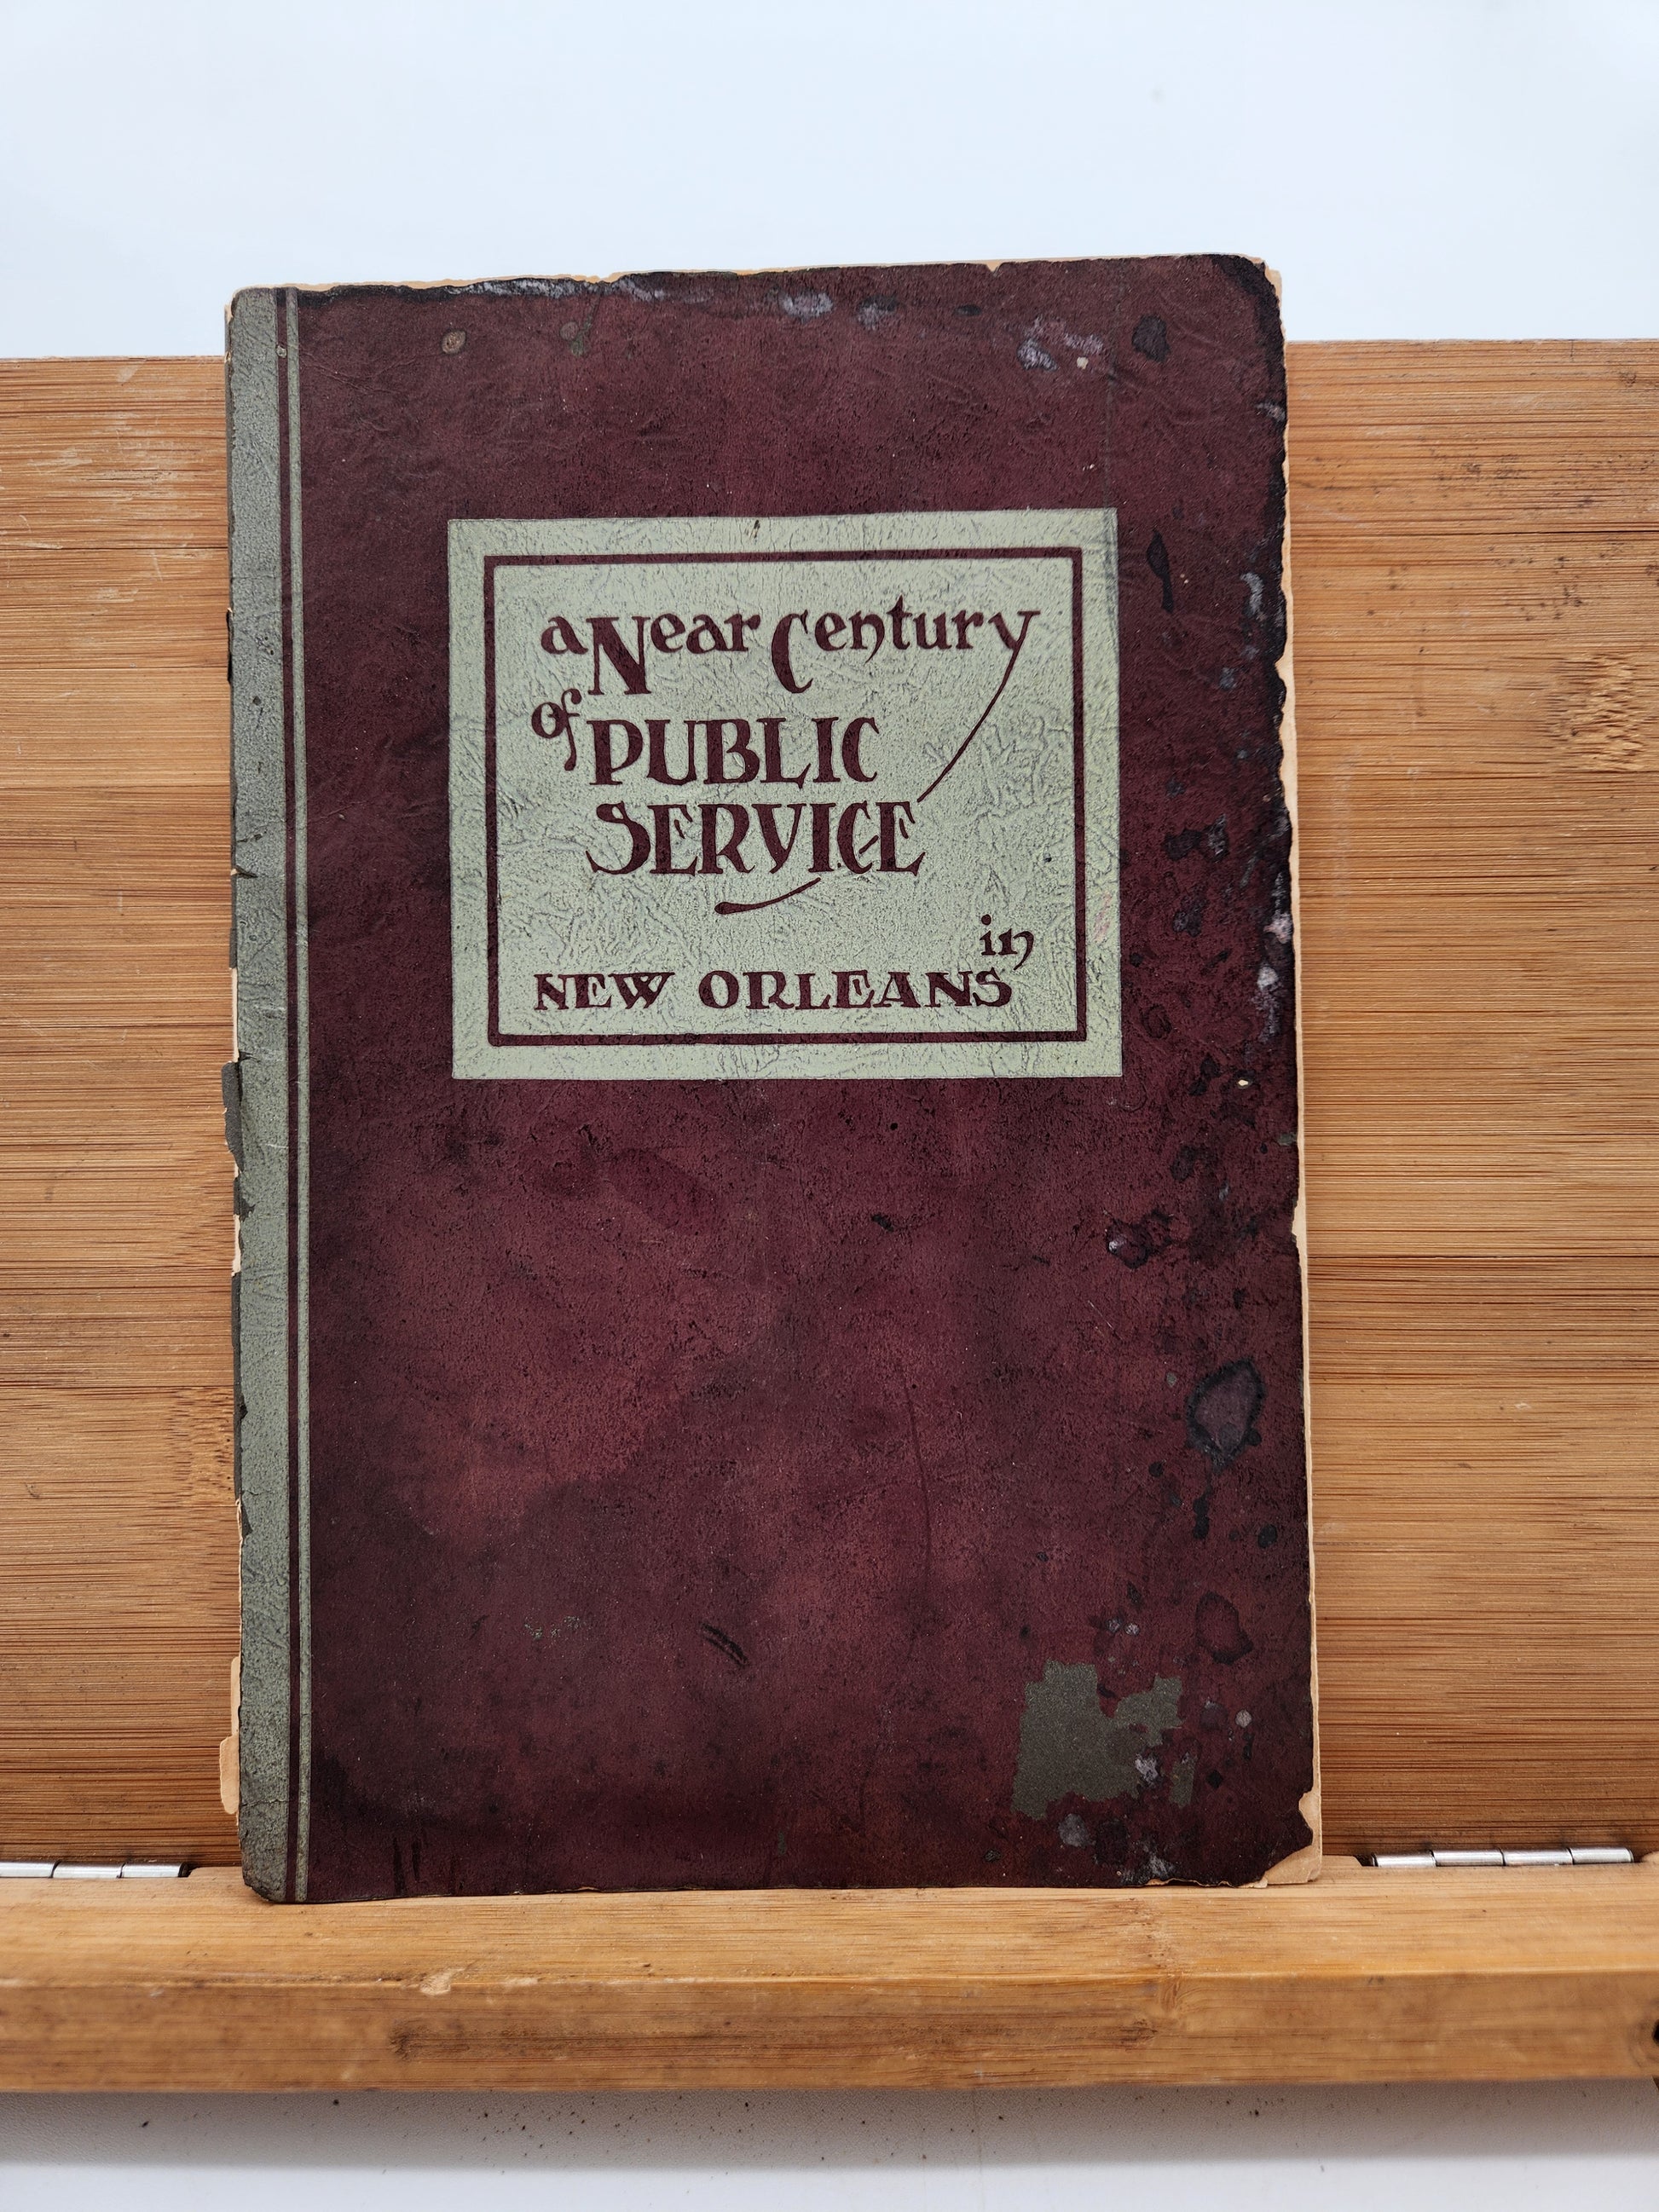 a Near Century
of PUBLIC
SERVICE
in
NEW ORLEANS